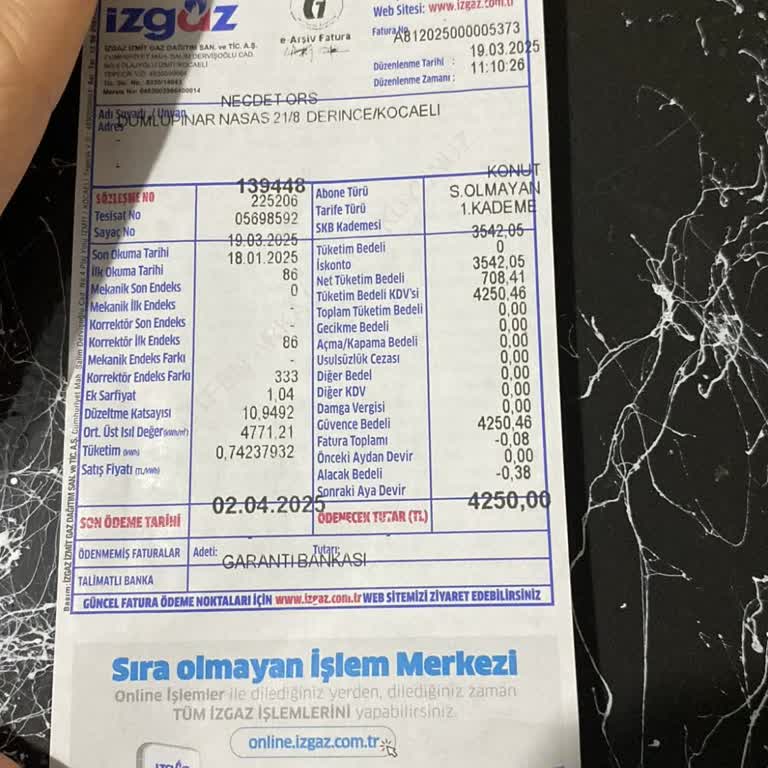 izgaz
İZGAZ İZMİT GAZ DAĞITIM SAN. ve TİC. A.Ş.
e-Arşiv Fatura
Web Sitesi: www.izgaz.com.tr
Fatura No A812025000005373
Düzenlenme Tarihi : 19.03.2025
Düzenlenme Zamanı : 11:10:26
Adı Soyadı / Unvan NECDET ORS
Adres DUMLUPINAR NASAS 21/8 DERINCE/KOCAELI
-
-
SÖZLEŞME NO 139448
Tesisat No 225206
Sayaç No 05698592
Son Okuma Tarihi 19.03.2025
İlk Okuma Tarihi 18.01.2025
Mekanik Son Endeks 86
Mekanik İlk Endeks 0
Korrektör Son Endeks -
Korrektör İlk Endeks -
Mekanik Endeks Farkı 86
Korrektör Endeks Farkı -
Ek Sarfiyat 333
Düzeltme Katsayısı 1,04
Ort. Üst Isıl Değer(kWh/m³) 10,9492
Tüketim (kWh) 4771,21
Satış Fiyatı (TL/kWh) 0,74237932
Abone Türü KONUT
Tarife Türü S.OLMAYAN
SKB Kademesi 1.KADEME
Tüketim Bedeli 3542,05
İskonto 0
Net Tüketim Bedeli 3542,05
Tüketim Bedeli KDV'si 708,41
Toplam Tüketim Bedeli 4250,46
Gecikme Bedeli 0,00
Açma/Kapama Bedeli 0,00
Usulsüzlük Cezası 0,00
Diğer Bedel 0,00
Diğer KDV 0,00
Damga Vergisi 0,00
Güvence Bedeli 0,00
Fatura Toplamı 4250,46
Önceki Aydan Devir -0,08
Alacak Bedeli 0,00
Sonraki Aya Devir -0,38
SON ÖDEME TARİHİ 02.04.2025
ÖDENECEK TUTAR (TL) 4250,00
ÖDENMEMİŞ FATURALAR Adeti: Tutarı:
TALİMATLI BANKA GARANTI BANKASI
GÜNCEL FATURA ÖDEME NOKTALARI İÇİN www.izgaz.com.tr WEB SİTEMİZİ ZİYARET EDEBİLİRSİNİZ
Sıra olmayan İşlem Merkezi
Online İşlemler ile dilediğiniz yerden, dilediğiniz zaman
TÜM İZGAZ İŞLEMLERİNİ yapabilirsiniz.
online.izgaz.com.tr